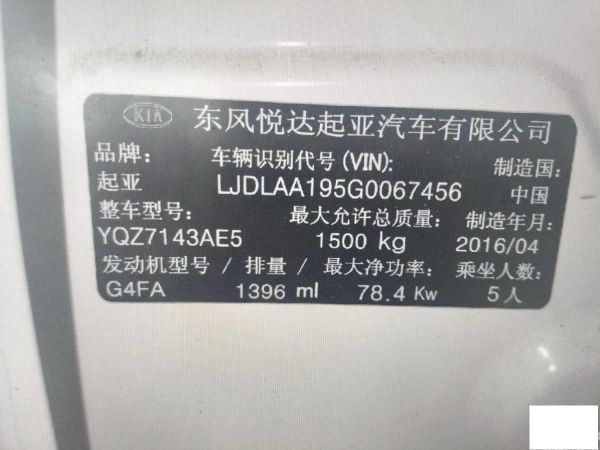 KIA 东风悦达起亚汽车有限公司
品牌: 车辆识别代号(VIN): 制造国:
起亚 LJDLAA195G0067456 中国
整车型号: 最大允许总质量: 制造年月:
YQZ7143AE5 1500 kg 2016/04
发动机型号 / 排量 / 最大净功率: 乘坐人数:
G4FA 1396 ml 78.4 Kw 5人